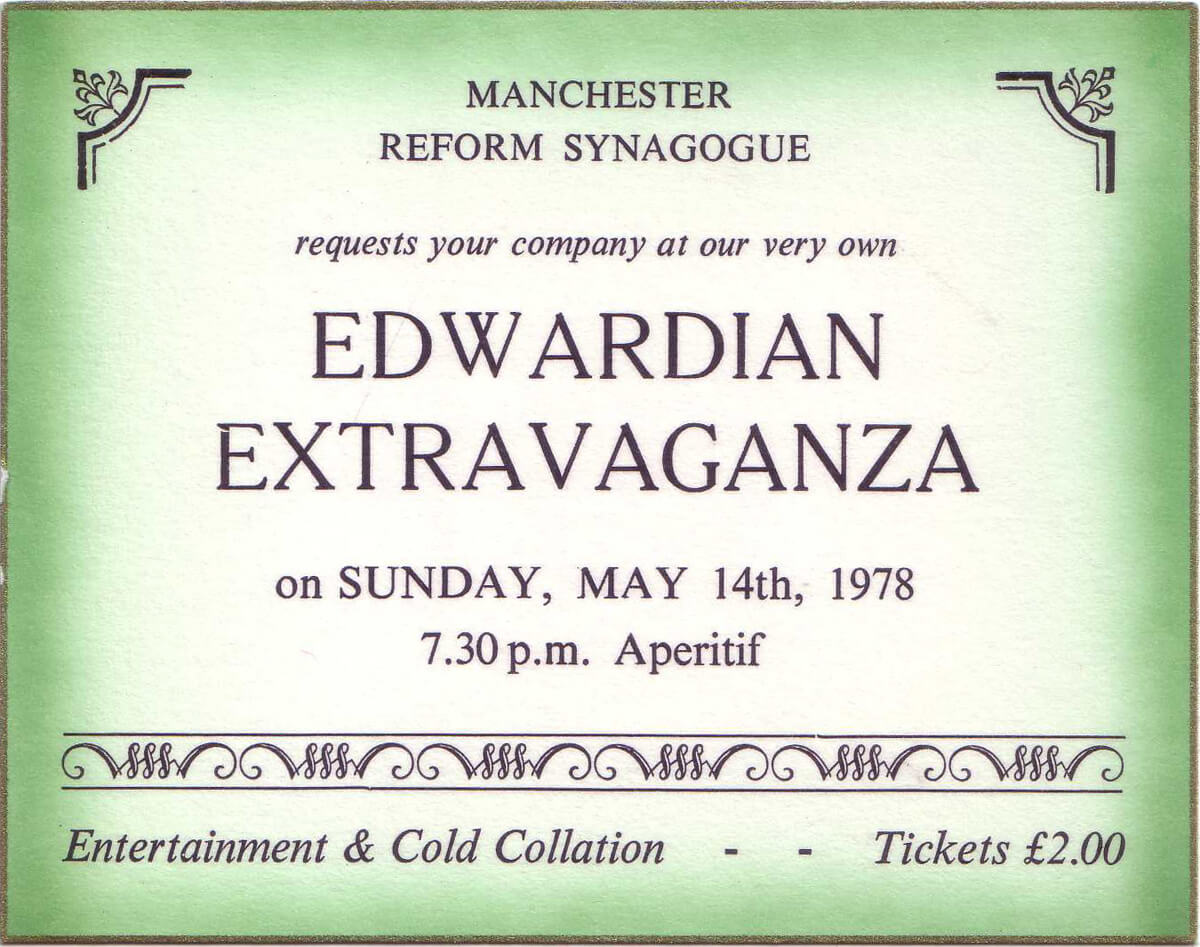 MANCHESTER
REFORM SYNAGOGUE
requests your company at our very own
EDWARDIAN
EXTRAVAGANZA
on SUNDAY, MAY 14th, 1978
7.30 p.m. Aperitif
Entertainment & Cold Collation - - Tickets £2.00